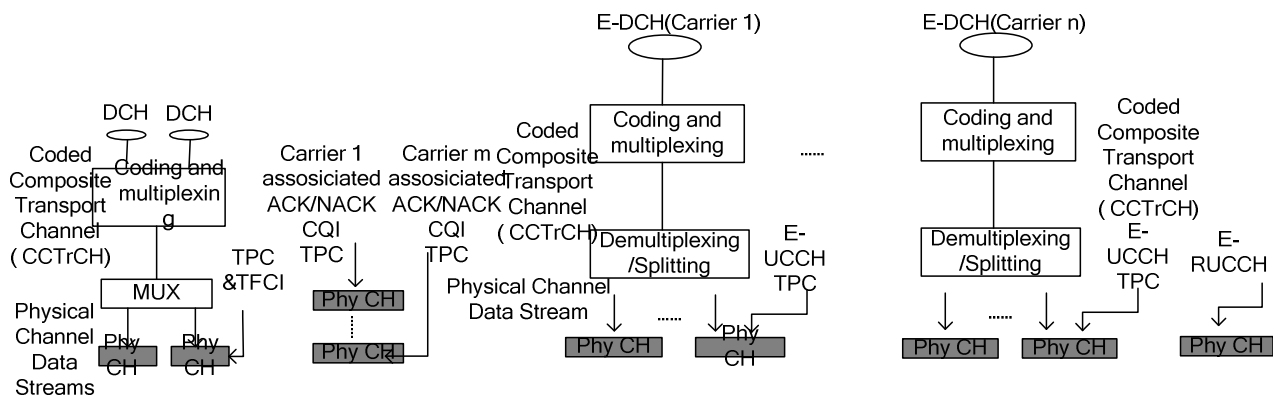 E-DCH(Carrier 1)
E-DCH(Carrier n)
DCH
DCH
Coded
Composite
Transport
Channel
( CCTrCH)
Coding and
multiplexin
g
MUX
TPC
&TFCI
Physical
Channel
Data
Streams
Phy
CH
Phy
CH
Carrier 1
assosiciated
ACK/NACK
CQI
TPC
Carrier m
assosiciated
ACK/NACK
CQI
TPC
Phy CH
Phy CH
Coded
Composite
Transport
Channel
( CCTrCH)
Coding and
multiplexing
......
Demultiplexing
/Splitting
E-
UCCH
TPC
Physical Channel
Data Stream
......
Phy CH
Phy
CH
Coding and
multiplexing
Coded
Composite
Transport
Channel
( CCTrCH)
Demultiplexing
/Splitting
E-
UCCH
TPC
......
Phy CH
Phy CH
E-
RUCCH
Phy CH